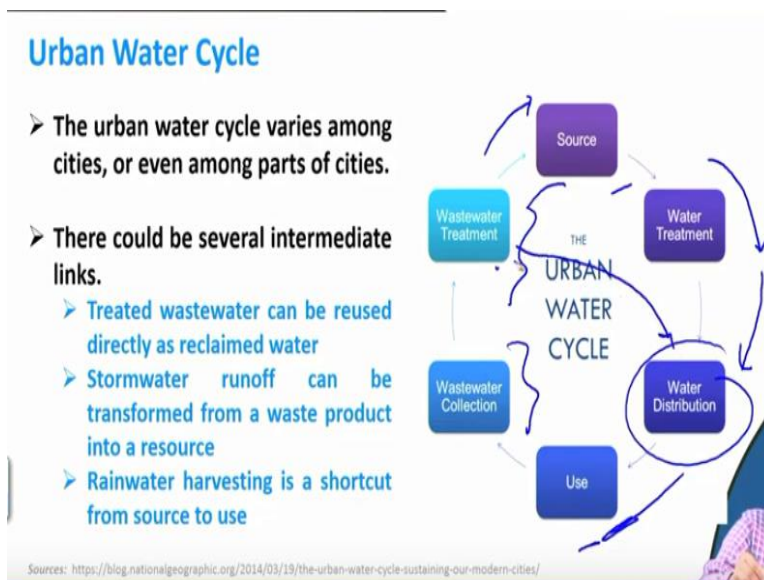 Urban Water Cycle
➤ The urban water cycle varies among
cities, or even among parts of cities.
➤ There could be several intermediate
links.
➤ Treated wastewater can be reused
directly as reclaimed water
➤ Stormwater runoff can be
transformed from a waste product
into a resource
➤ Rainwater harvesting is a shortcut
from source to use
Source
Water
Treatment
Water
Distribution
Use
Wastewater
Collection
Wastewater
Treatment
THE
URBAN
WATER
CYCLE
Sources: https://blog.nationalgeographic.org/2014/03/19/the-urban-water-cycle-sustaining-our-modern-cities/